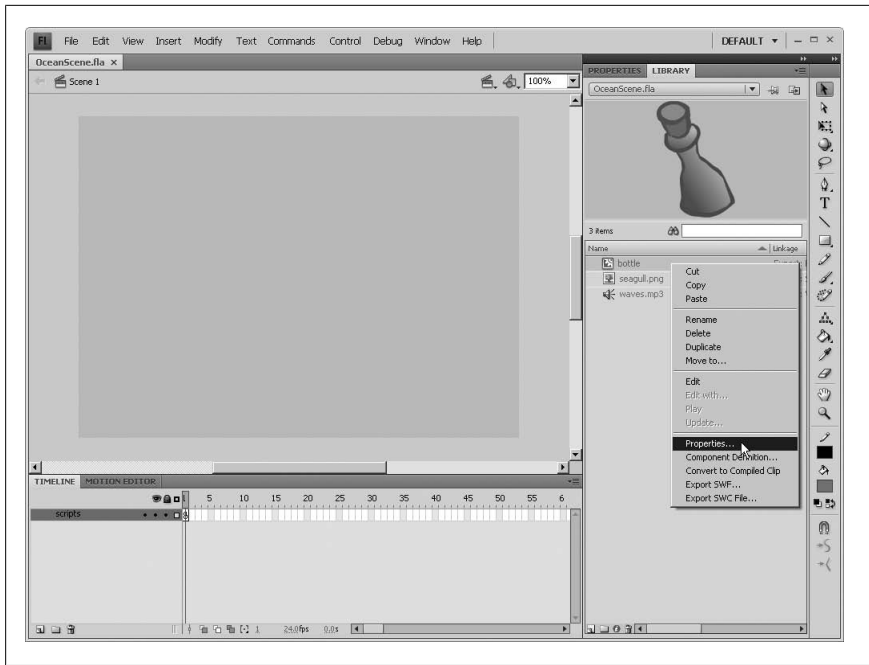 FL File Edit View Insert Modify Text Commands Control Debug Window Help DEFAULT
OceanScene.fla
Scene 1 100%
PROPERTIES LIBRARY
OceanScene.fla
3 items
Name Linkage
bottle
seagull.png
waves.mp3
Cut
Copy
Paste
Rename
Delete
Duplicate
Move to...
Edit
Edit with...
Play
Update...
Properties...
Component Definition...
Convert to Compiled Clip
Export SWF...
Export SWC File...
T
TIMELINE MOTION EDITOR
1 5 10 15 20 25 30 35 40 45 50 55 6
scripts
1 24.0fps 0.0s